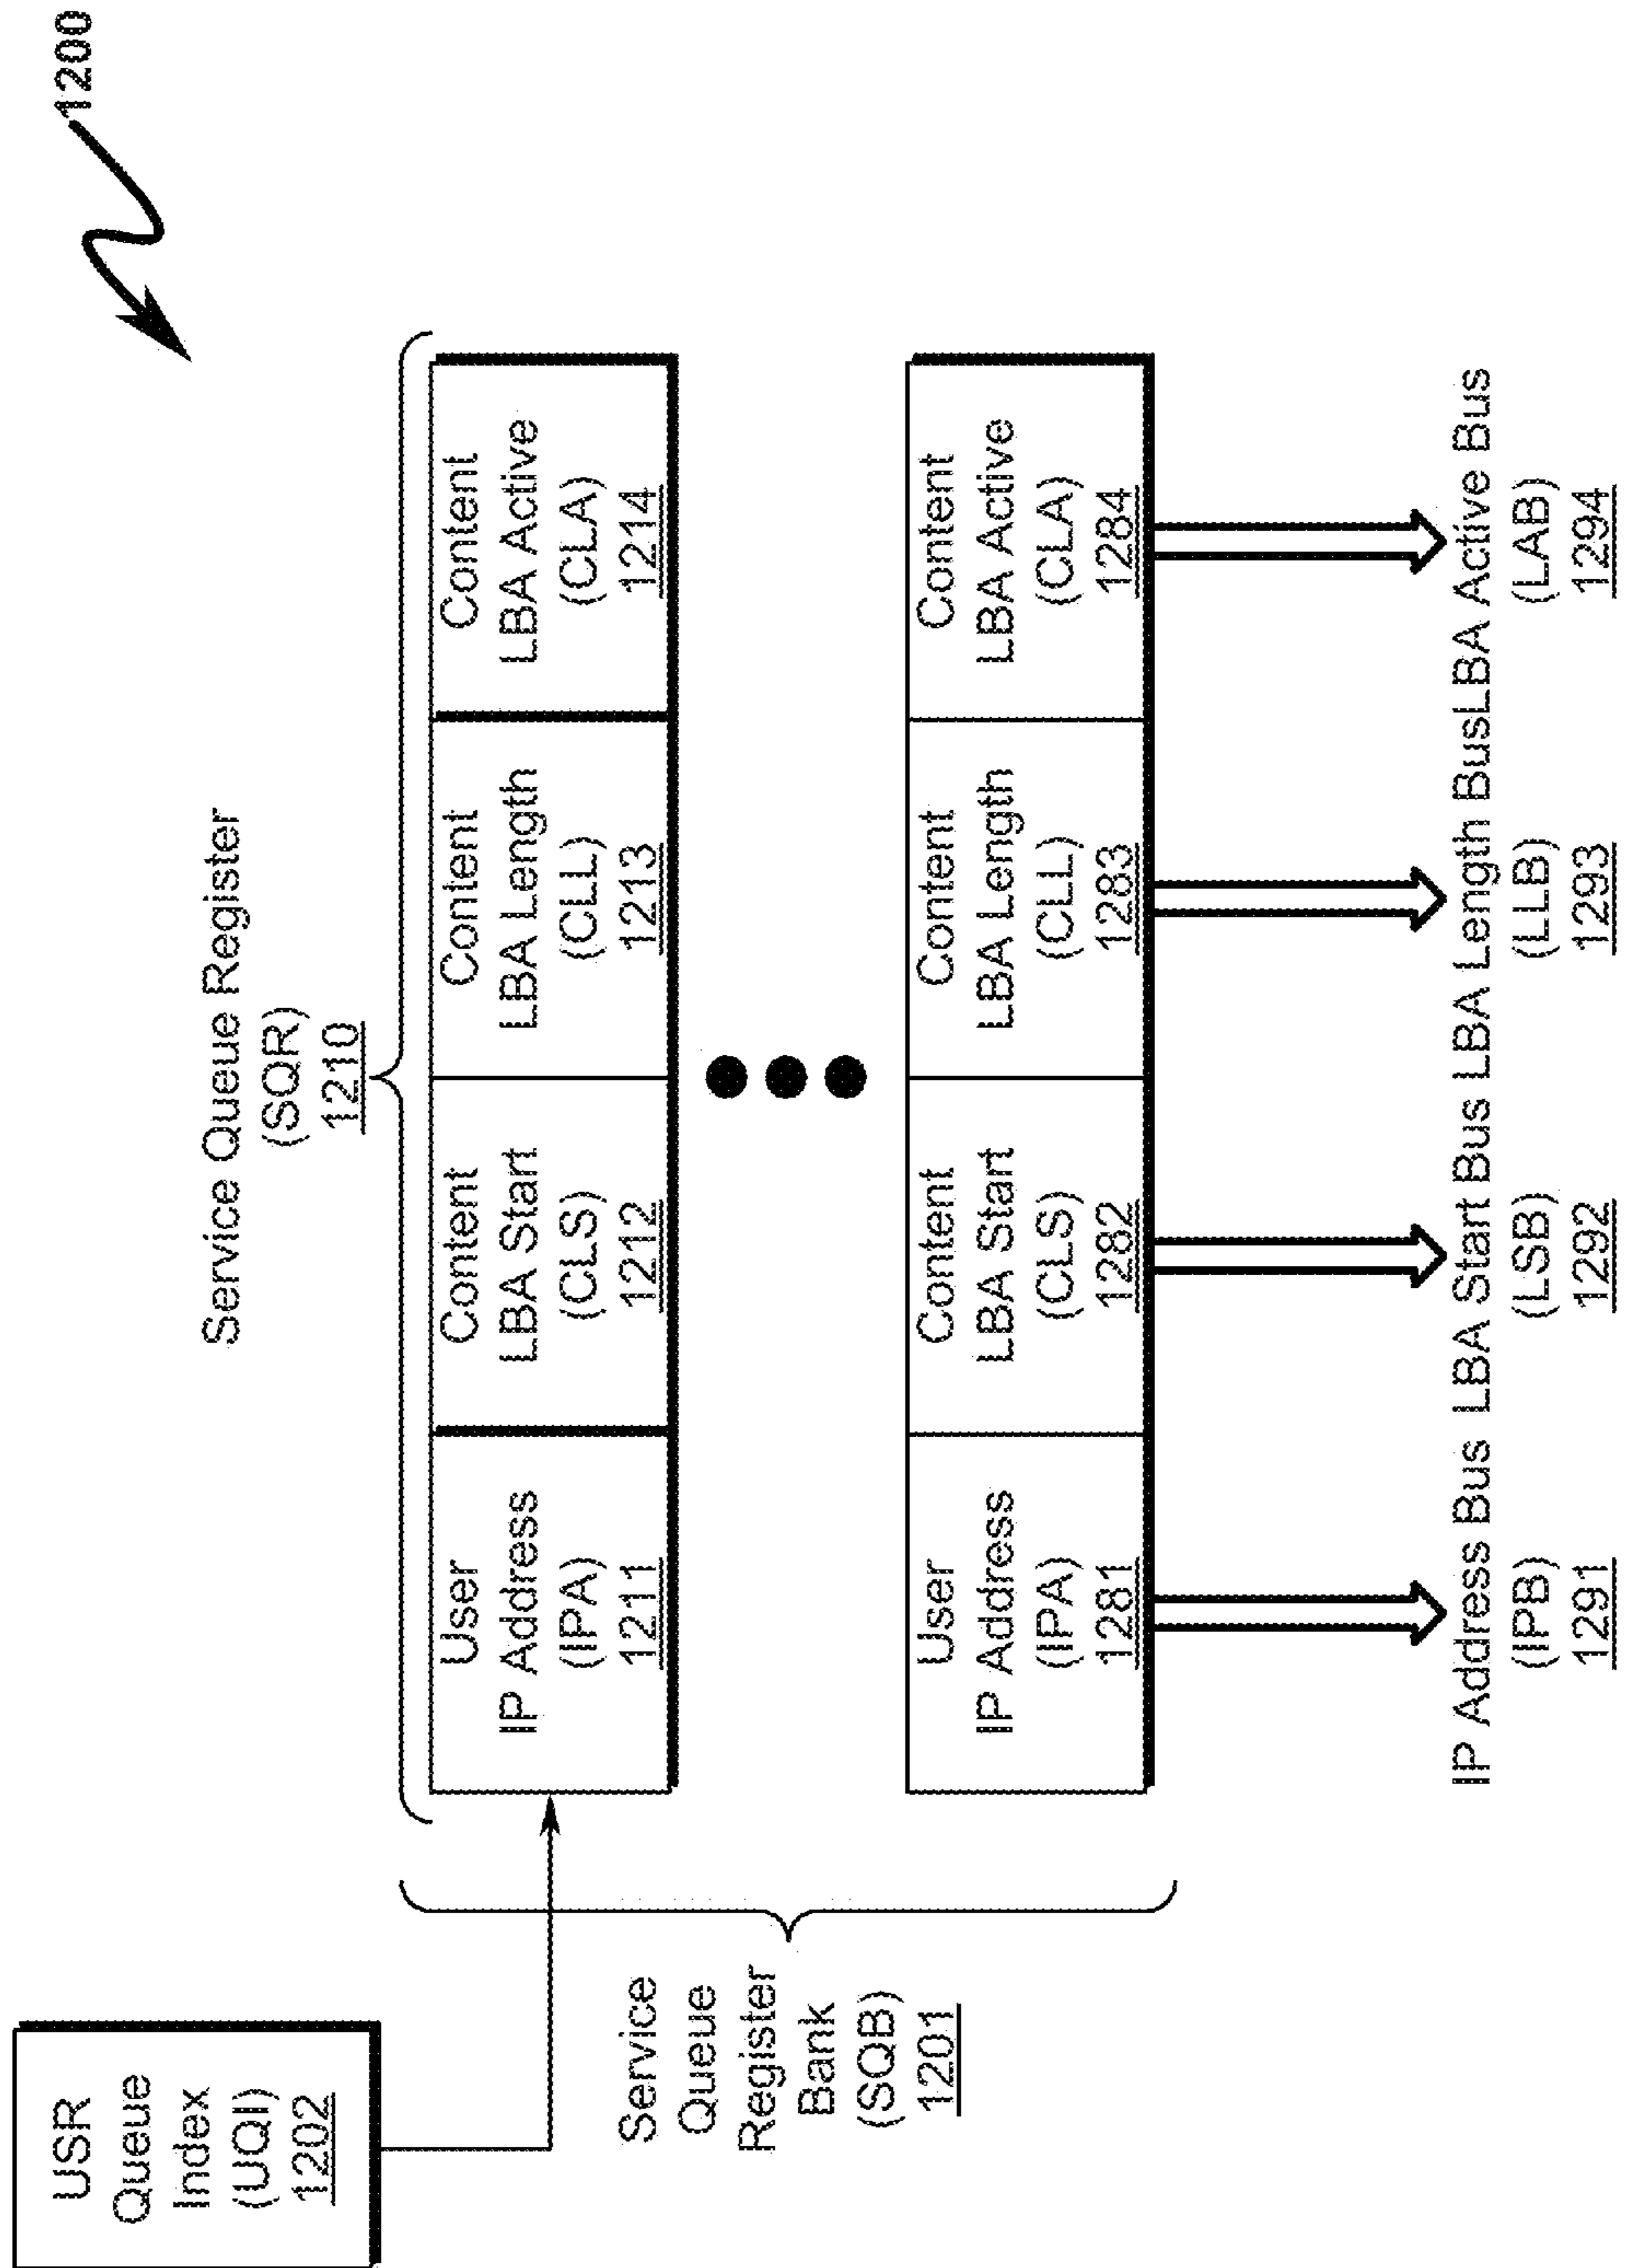 1200
USR
Queue
Index
(UQI)
1202
Service Queue Register
(SQR)
1210
User
IP Address
(IPA)
1211
Content
LBA Start
(CLS)
1212
Content
LBA Length
(CLL)
1213
Content
LBA Active
(CLA)
1214
Service
Queue
Register
Bank
(SQB)
1201
User
IP Address
(IPA)
1281
Content
LBA Start
(CLS)
1282
Content
LBA Length
(CLL)
1283
Content
LBA Active
(CLA)
1284
IP Address Bus
(IPB)
1291
LBA Start Bus
(LSB)
1292
LBA Length Bus
(LLB)
1293
LBA Active Bus
(LAB)
1294